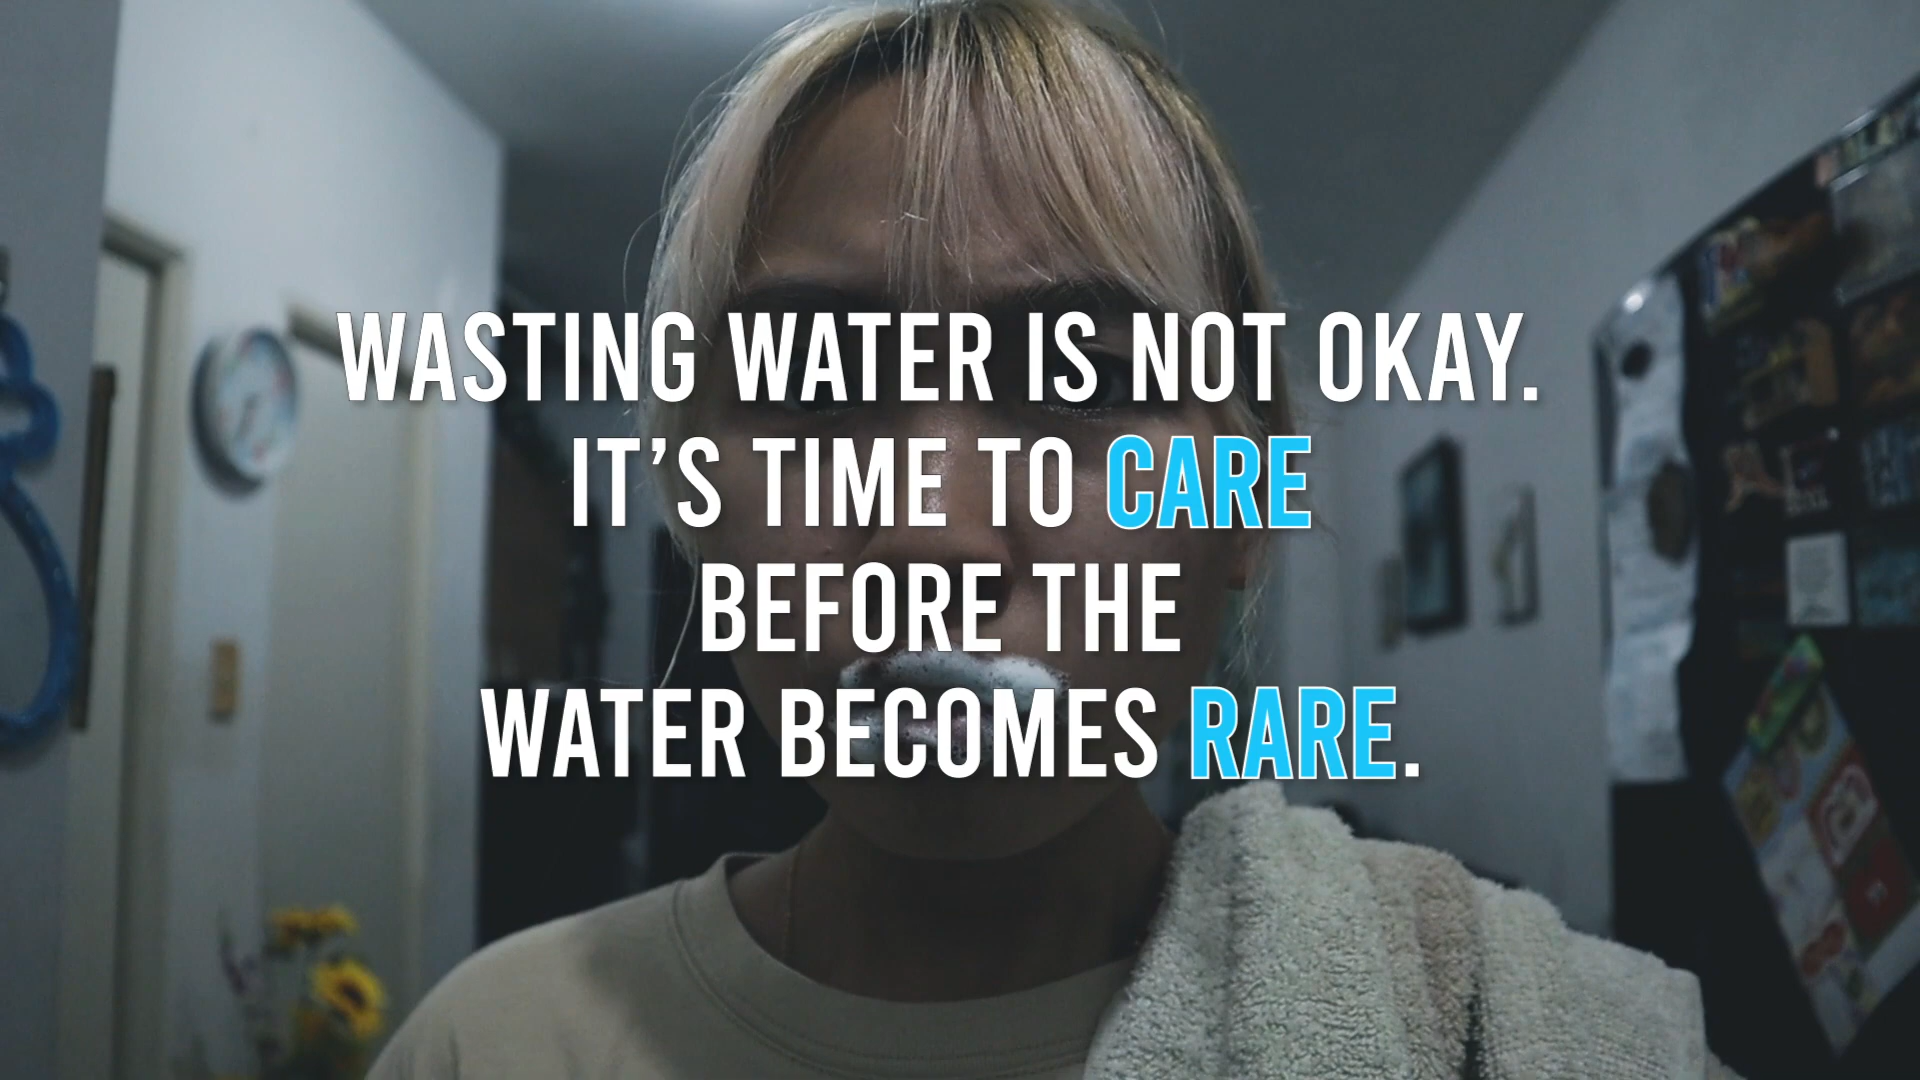 WASTING WATER IS NOT OKAY.
IT'S TIME TO CARE
BEFORE THE
WATER BECOMES RARE.